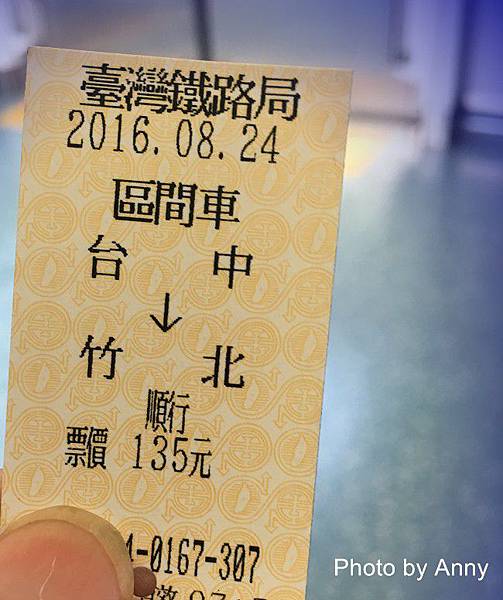 臺灣鐵路局
2016.08.24
區間車
台 中
↓
竹 北
順行
票價 135元
-0167-307
Photo by Anny